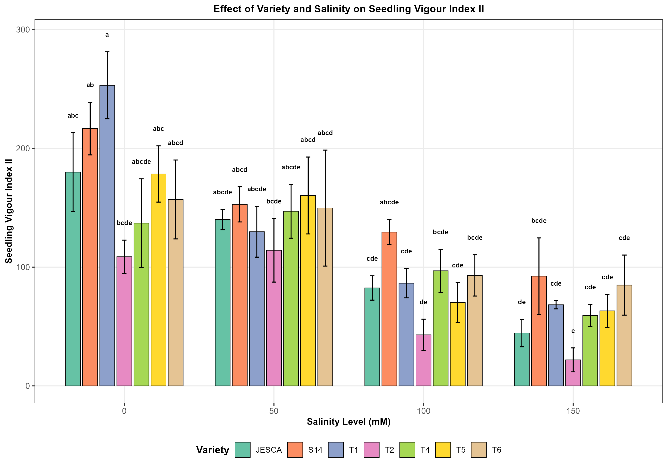 Effect of Variety and Salinity on Seedling Vigour Index II
Seedling Vigour Index II
300
200
100
0
abc
ab
a
bcde
abcde
abc
abcd
abcde
abcd
abcde
bcde
abcde
abcd
abcd
cde
abcde
cde
de
bcde
cde
bcde
de
bcde
cde
e
cde
cde
cde
0
50
100
150
Salinity Level (mM)
Variety JESCA S14 T1 T2 T4 T5 T6